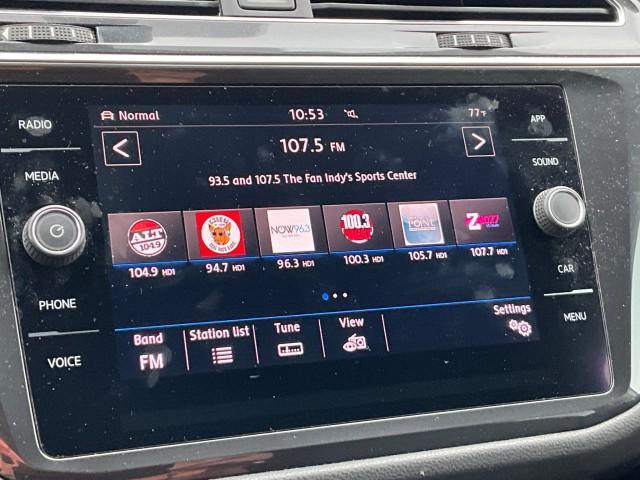 RADIO
MEDIA
PHONE
VOICE
Normal 10:53 77°F
< 107.5 FM >
93.5 and 107.5 The Fan Indy's Sports Center
ALT 104.9
NOW 96.3
100.3
POINT
Z1077
104.9 HD1 94.7 HD1 96.3 HD1 100.3 HD1 105.7 HD1 107.7 HD1
Band FM
Station list
Tune
View
Settings
APP
SOUND
CAR
MENU